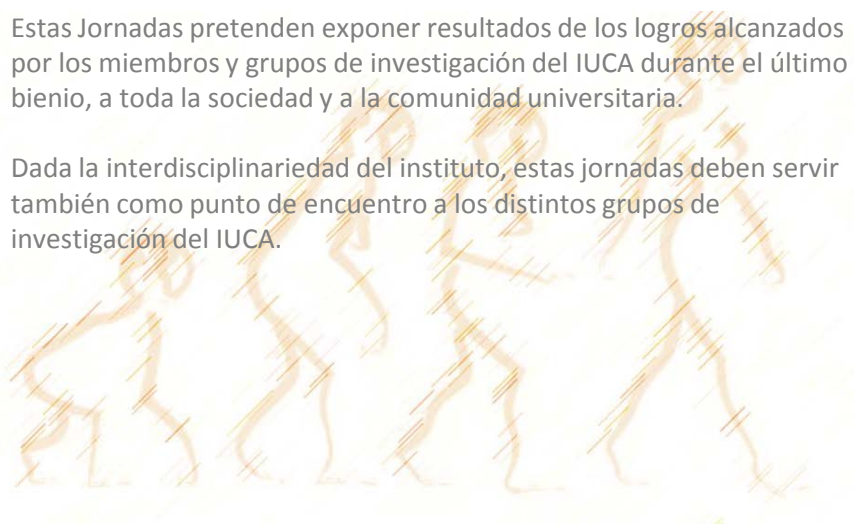 Estas Jornadas pretenden exponer resultados de los logros alcanzados
por los miembros y grupos de investigación del IUCA durante el último
bienio, a toda la sociedad y a la comunidad universitaria.
Dada la interdisciplinariedad del instituto, estas jornadas deben servir
también como punto de encuentro a los distintos grupos de
investigación del IUCA.